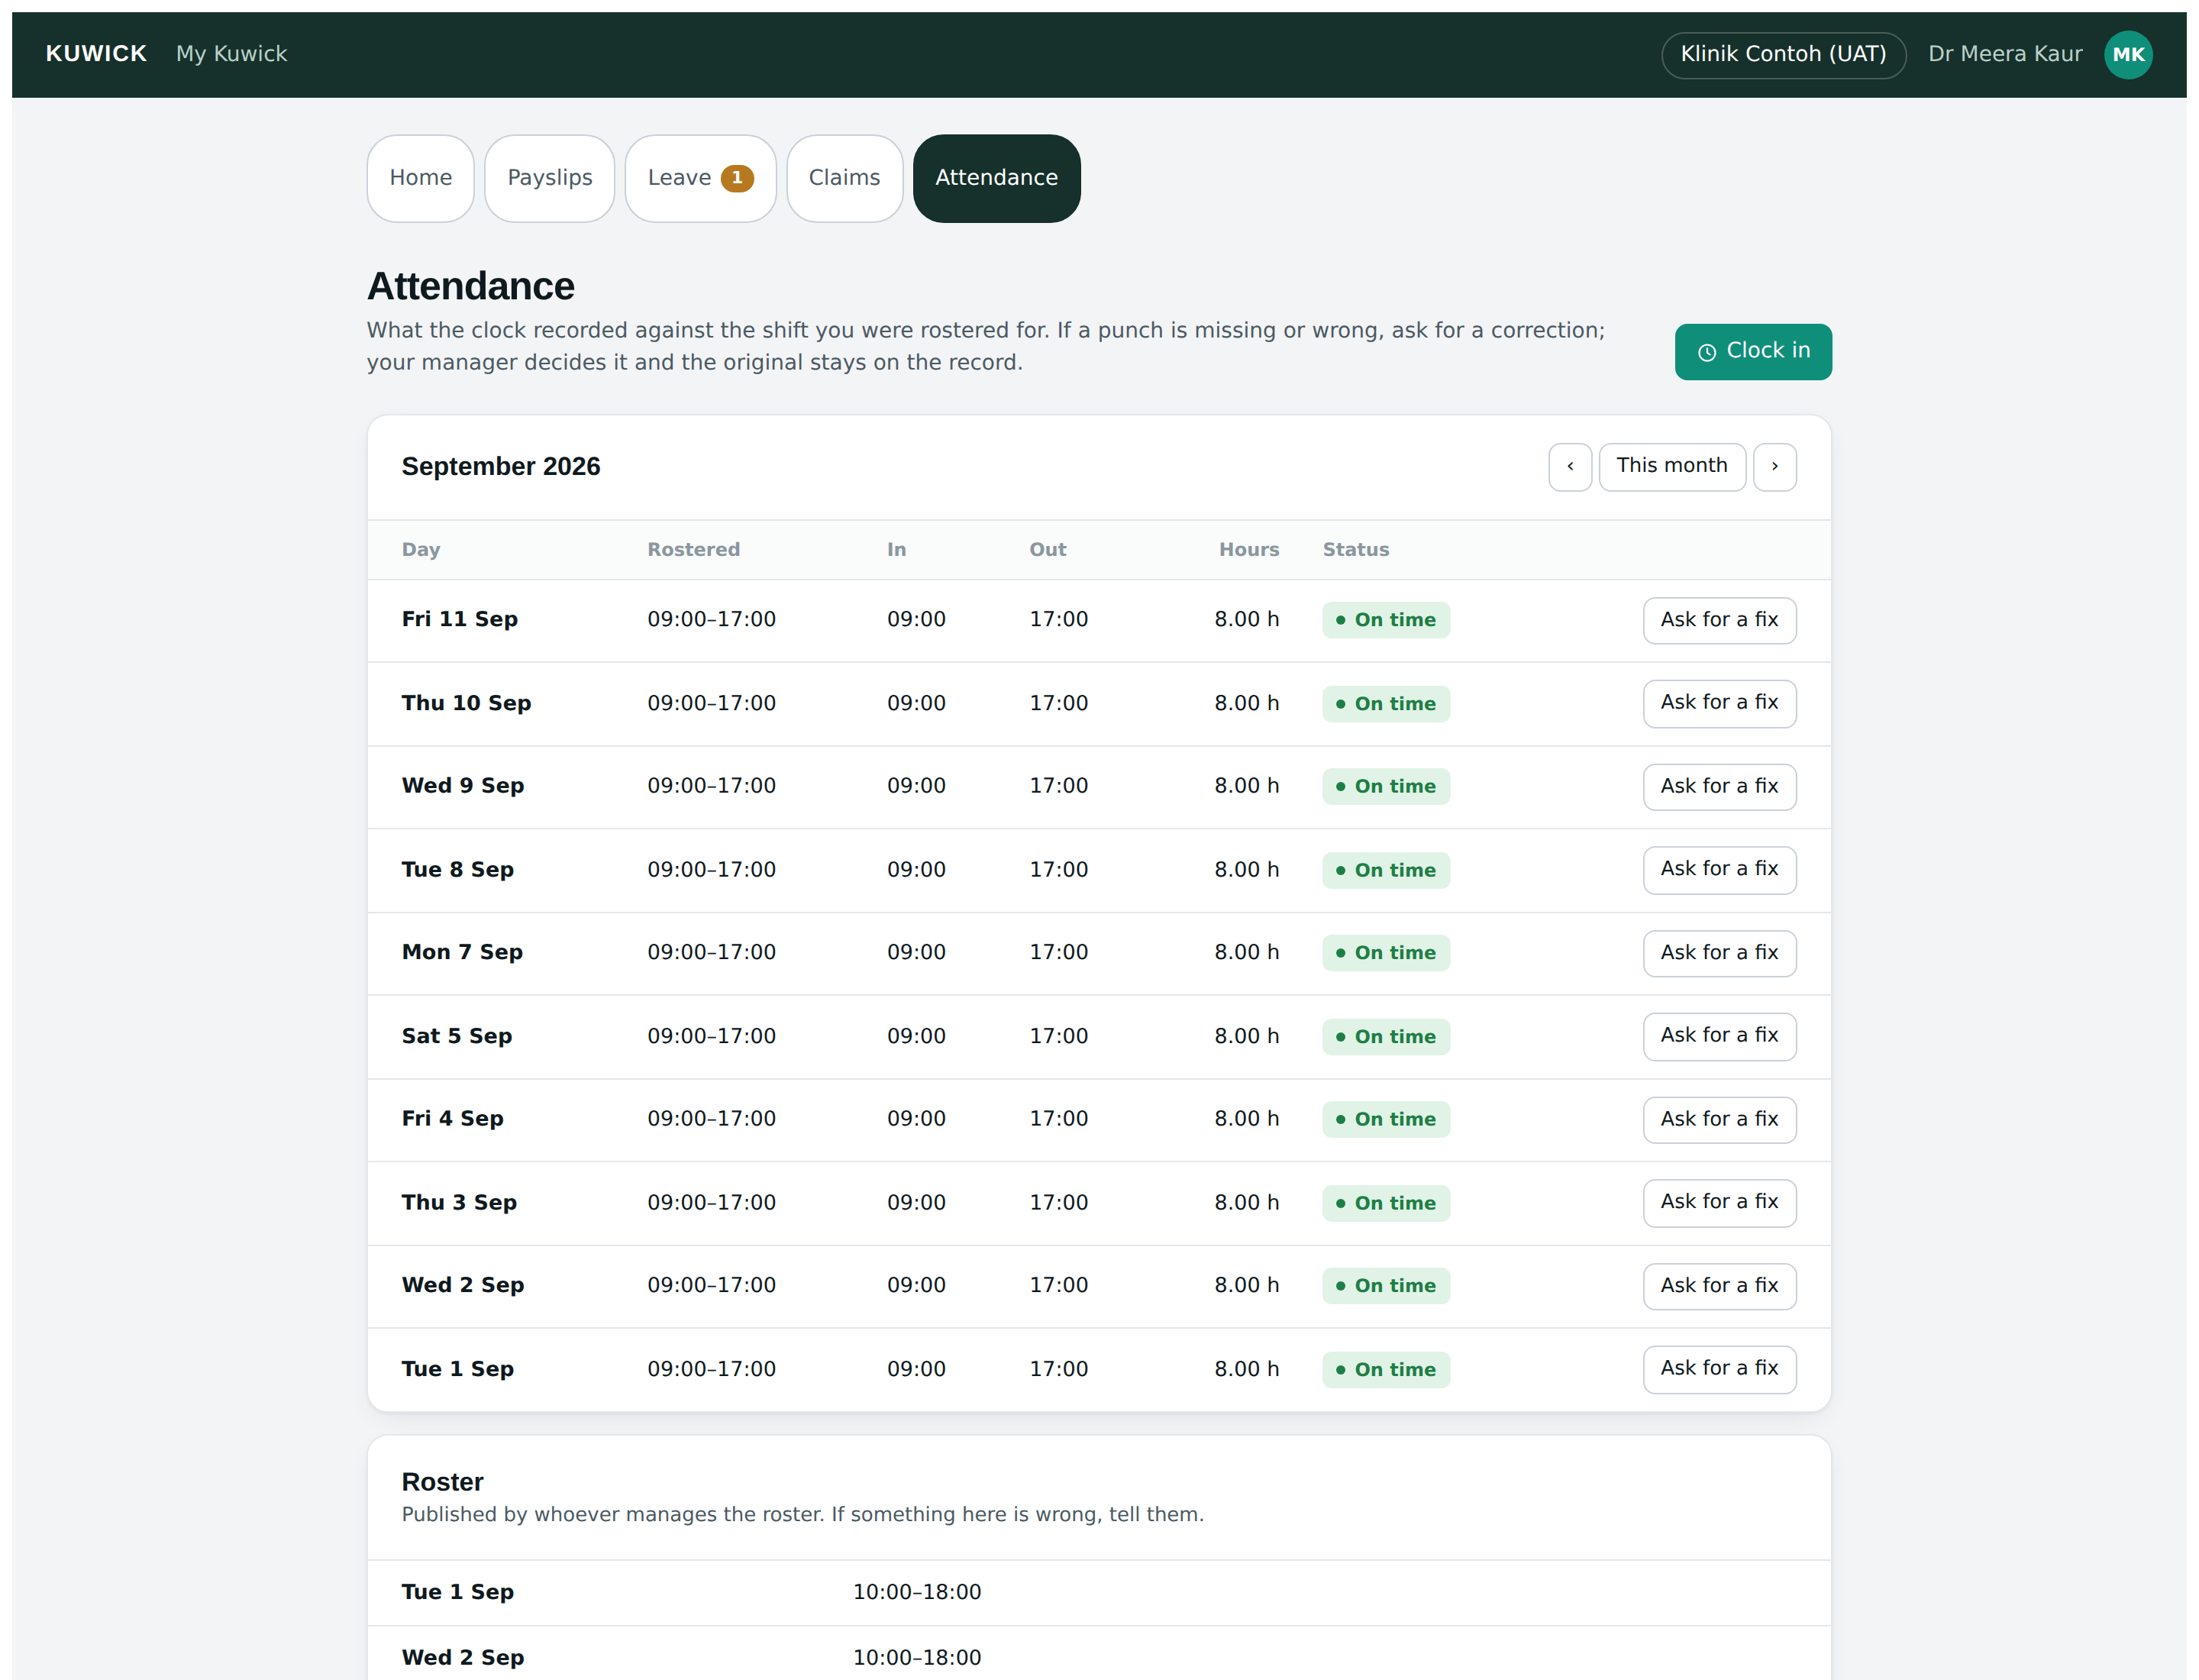 KUWICK My Kuwick Klinik Contoh (UAT) Dr Meera Kaur MK
Home Payslips Leave 1 Claims Attendance
Attendance
What the clock recorded against the shift you were rostered for. If a punch is missing or wrong, ask for a correction;
your manager decides it and the original stays on the record.
Clock in
September 2026 ‹ This month ›
Day Rostered In Out Hours Status
Fri 11 Sep 09:00–17:00 09:00 17:00 8.00 h On time Ask for a fix
Thu 10 Sep 09:00–17:00 09:00 17:00 8.00 h On time Ask for a fix
Wed 9 Sep 09:00–17:00 09:00 17:00 8.00 h On time Ask for a fix
Tue 8 Sep 09:00–17:00 09:00 17:00 8.00 h On time Ask for a fix
Mon 7 Sep 09:00–17:00 09:00 17:00 8.00 h On time Ask for a fix
Sat 5 Sep 09:00–17:00 09:00 17:00 8.00 h On time Ask for a fix
Fri 4 Sep 09:00–17:00 09:00 17:00 8.00 h On time Ask for a fix
Thu 3 Sep 09:00–17:00 09:00 17:00 8.00 h On time Ask for a fix
Wed 2 Sep 09:00–17:00 09:00 17:00 8.00 h On time Ask for a fix
Tue 1 Sep 09:00–17:00 09:00 17:00 8.00 h On time Ask for a fix
Roster
Published by whoever manages the roster. If something here is wrong, tell them.
Tue 1 Sep 10:00–18:00
Wed 2 Sep 10:00–18:00